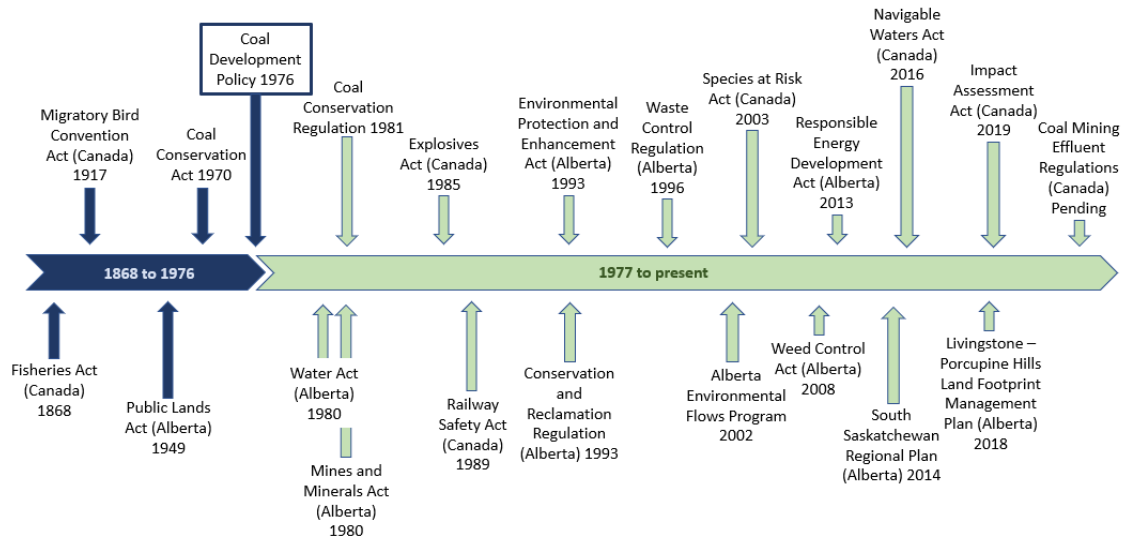 Coal
Development
Policy 1976
Migratory Bird
Convention
Act (Canada)
1917
Coal
Conservation
Act 1970
Coal
Conservation
Regulation 1981
Explosives
Act (Canada)
1985
Environmental
Protection and
Enhancement
Act (Alberta)
1993
Waste
Control
Regulation
(Alberta)
1996
Species at Risk
Act (Canada)
2003
Responsible
Energy
Development
Act (Alberta)
2013
Navigable
Waters Act
(Canada)
2016
Impact
Assessment
Act (Canada)
2019
Coal Mining
Effluent
Regulations
(Canada)
Pending
1868 to 1976
1977 to present
Fisheries Act
(Canada)
1868
Public Lands
Act (Alberta)
1949
Water Act
(Alberta)
1980
Mines and
Minerals Act
(Alberta)
1980
Railway
Safety Act
(Canada)
1989
Conservation
and
Reclamation
Regulation
(Alberta) 1993
Alberta
Environmental
Flows Program
2002
Weed Control
Act (Alberta)
2008
South
Saskatchewan
Regional Plan
(Alberta) 2014
Livingstone –
Porcupine Hills
Land Footprint
Management
Plan (Alberta)
2018